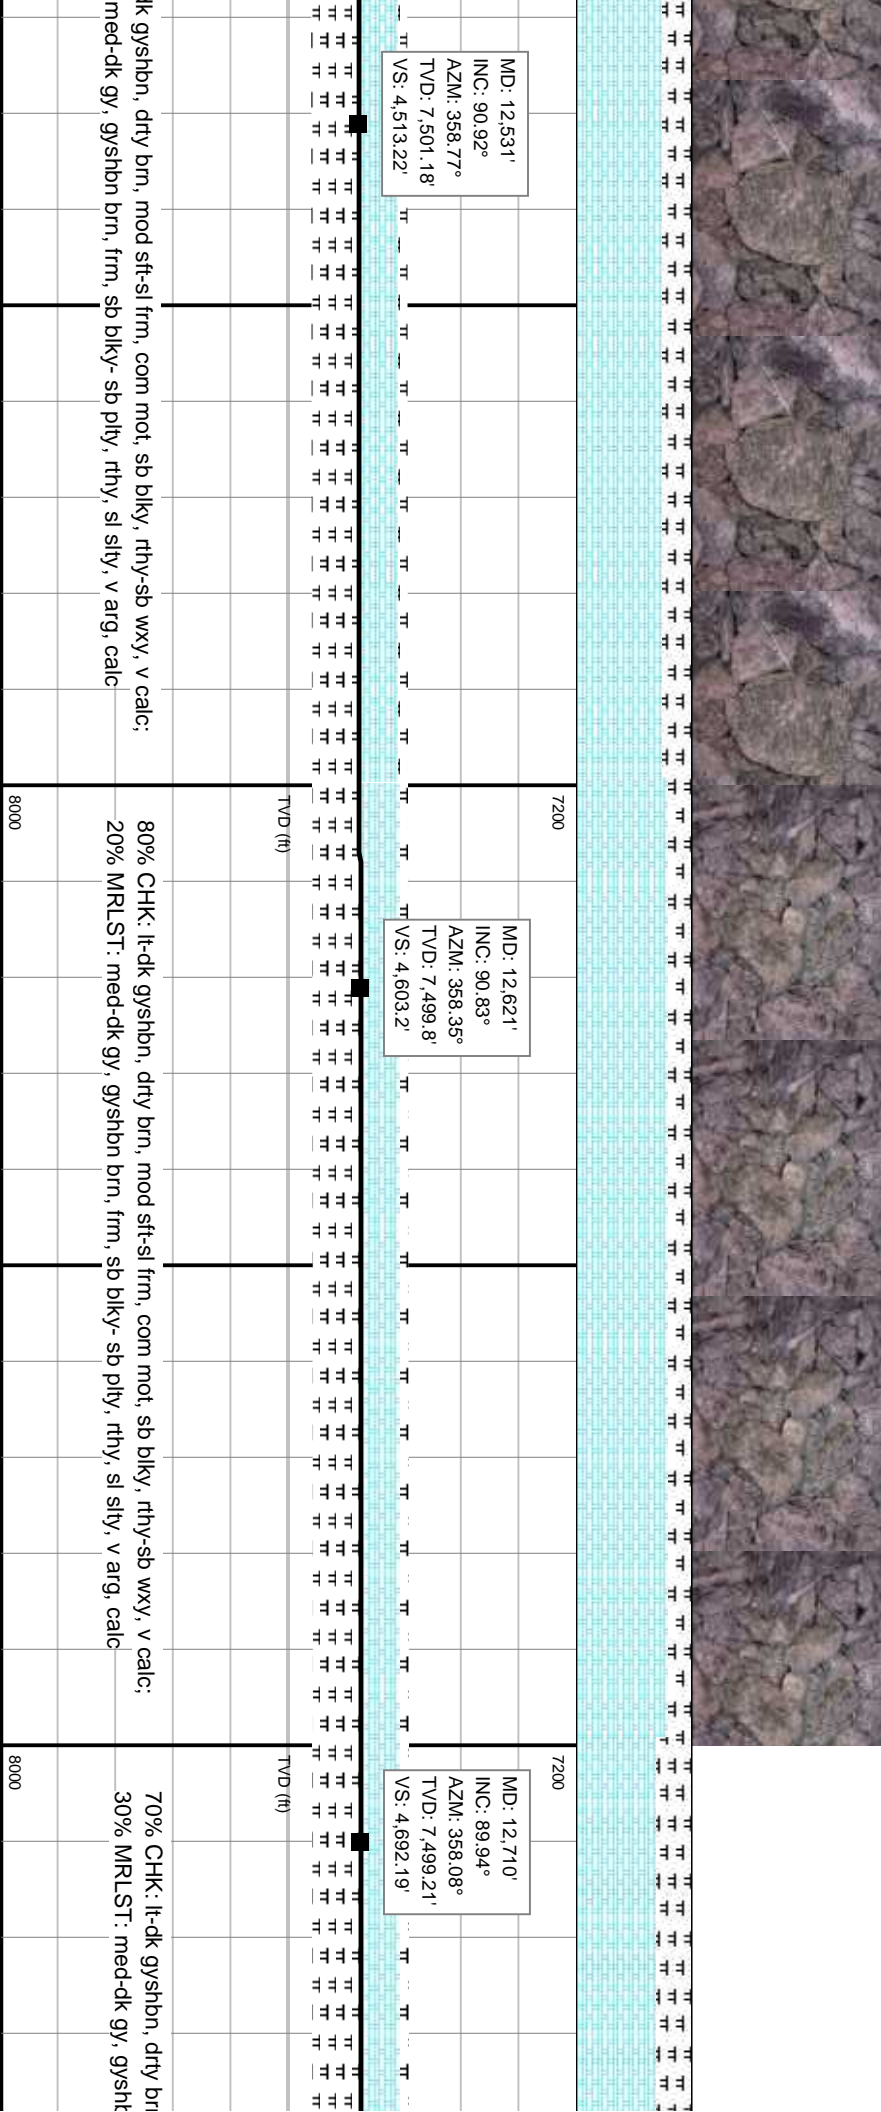 MD: 12,531'
INC: 90.92°
AZM: 358.77°
TVD: 7,501.18'
VS: 4,513.22'
dk gyshbn, drty brn, mod sft-sl frm, com mot, sb blky, rthy-sb wxy, v calc;
med-dk gy, gyshbn brn, frm, sb blky- sb plty, rthy, sl slty, v arg, calc
7200
TVD (ft)
8000
MD: 12,621'
INC: 90.83°
AZM: 358.35°
TVD: 7,499.8'
VS: 4,603.2'
80% CHK: lt-dk gyshbn, drty brn, mod sft-sl frm, com mot, sb blky, rthy-sb wxy, v calc;
20% MRLST: med-dk gy, gyshbn brn, frm, sb blky- sb plty, rthy, sl slty, v arg, calc
7200
TVD (ft)
8000
MD: 12,710'
INC: 89.94°
AZM: 358.08°
TVD: 7,499.21'
VS: 4,692.19'
70% CHK: lt-dk gyshbn, drty brn
30% MRLST: med-dk gy, gyshb